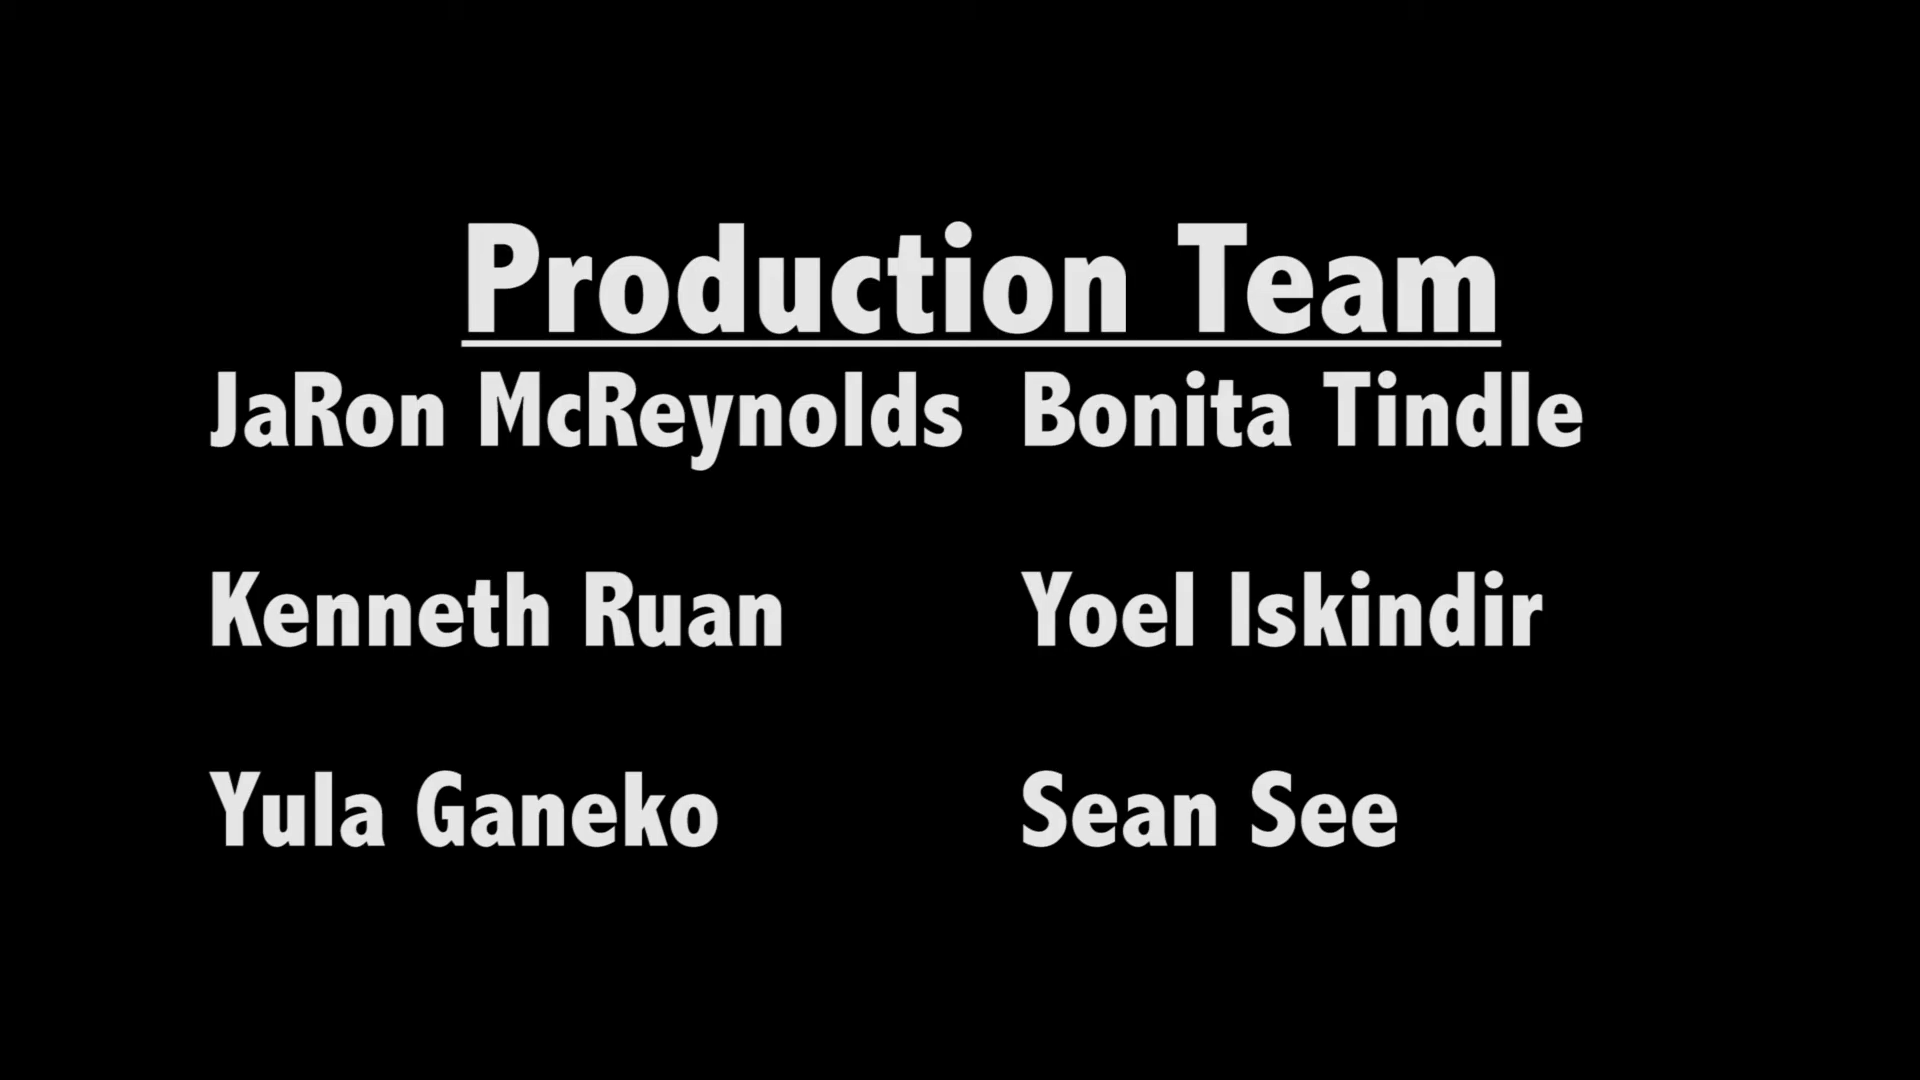 Production Team
JaRon McReynolds Bonita Tindle
Kenneth Ruan Yoel Iskindir
Yula Ganeko Sean See